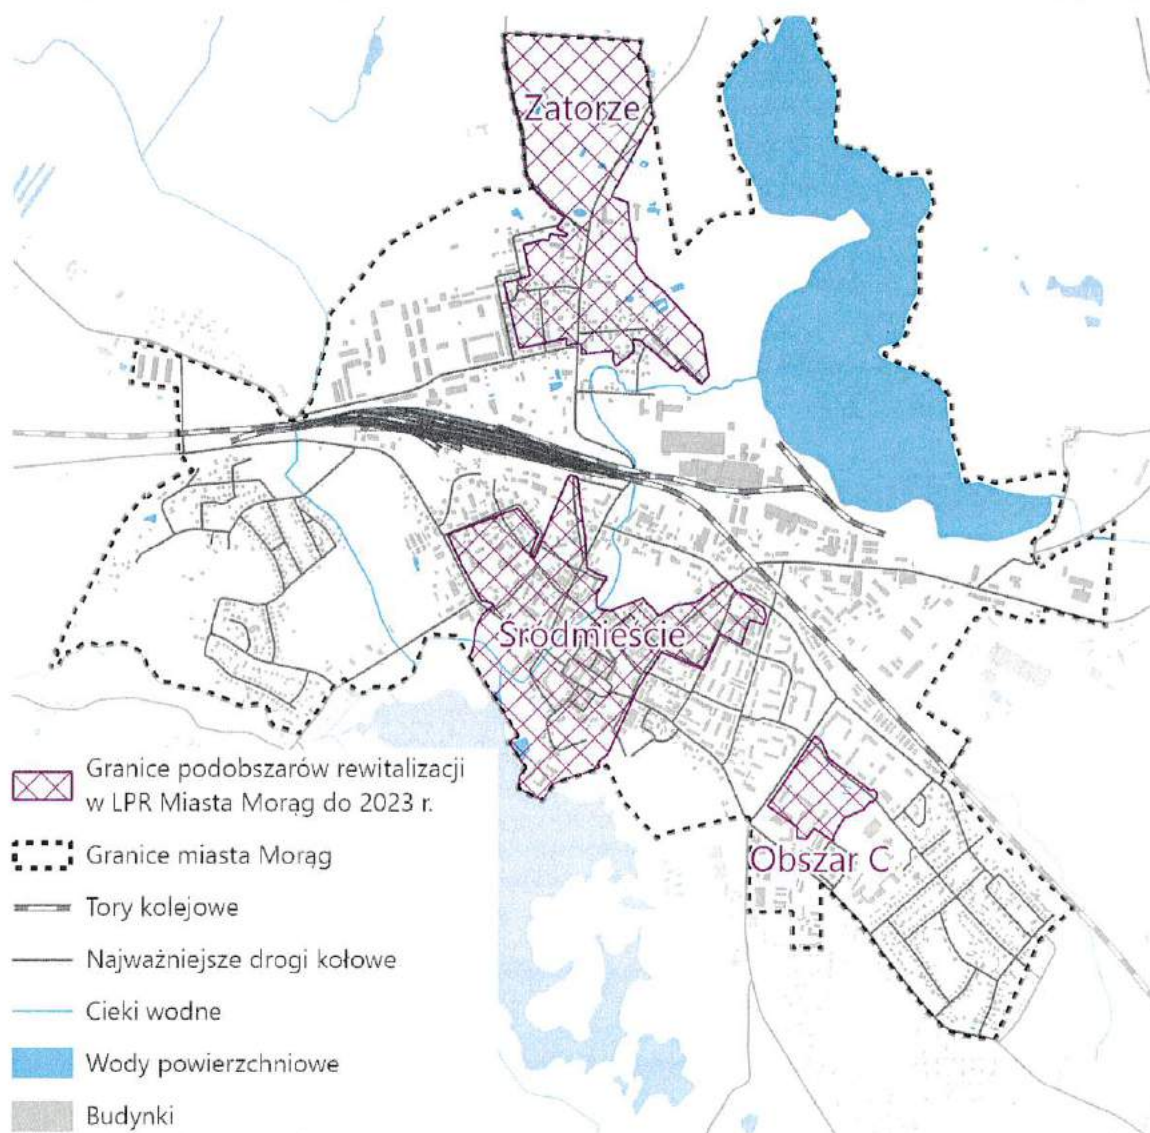 Zatorze
Śródmieście
Obszar C
Granice podobszarów rewitalizacji
w LPR Miasta Morąg do 2023 r.
Granice miasta Morąg
Tory kolejowe
Najważniejsze drogi kołowe
Cieki wodne
Wody powierzchniowe
Budynki